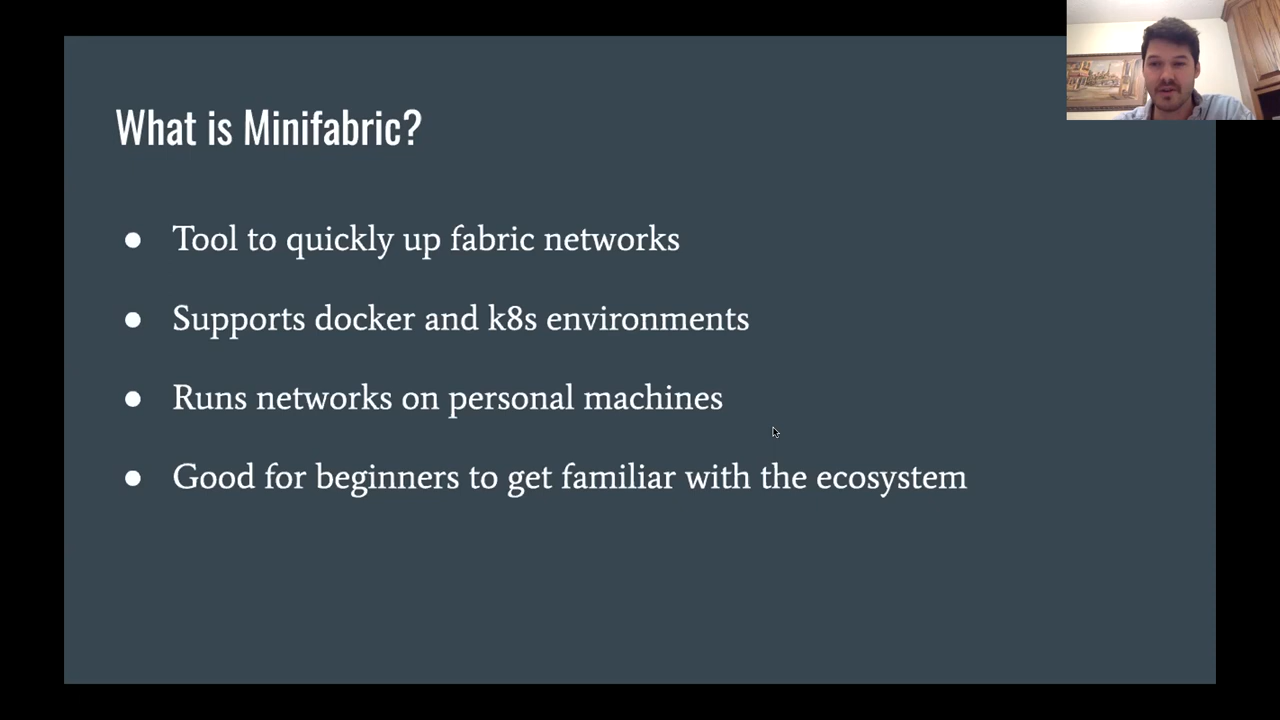 What is Minifabric?
● Tool to quickly up fabric networks
● Supports docker and k8s environments
● Runs networks on personal machines
● Good for beginners to get familiar with the ecosystem